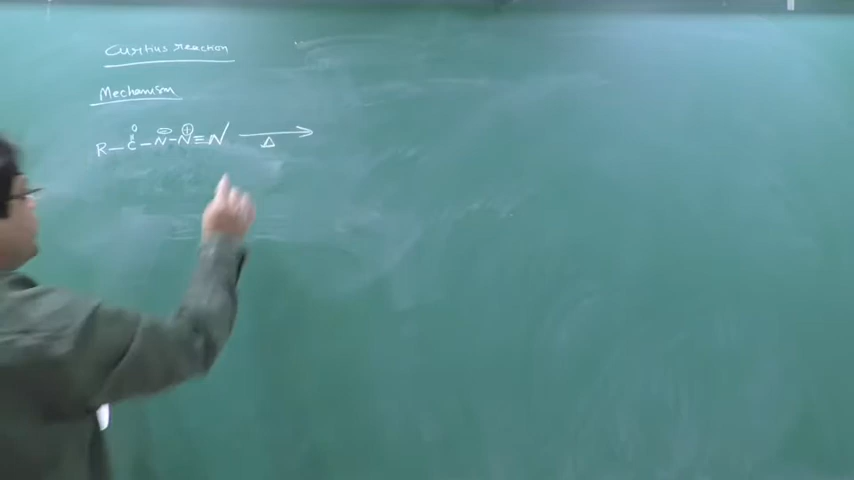 Curtius reaction
Mechanism
O
R-C-N-N≡N
Δ